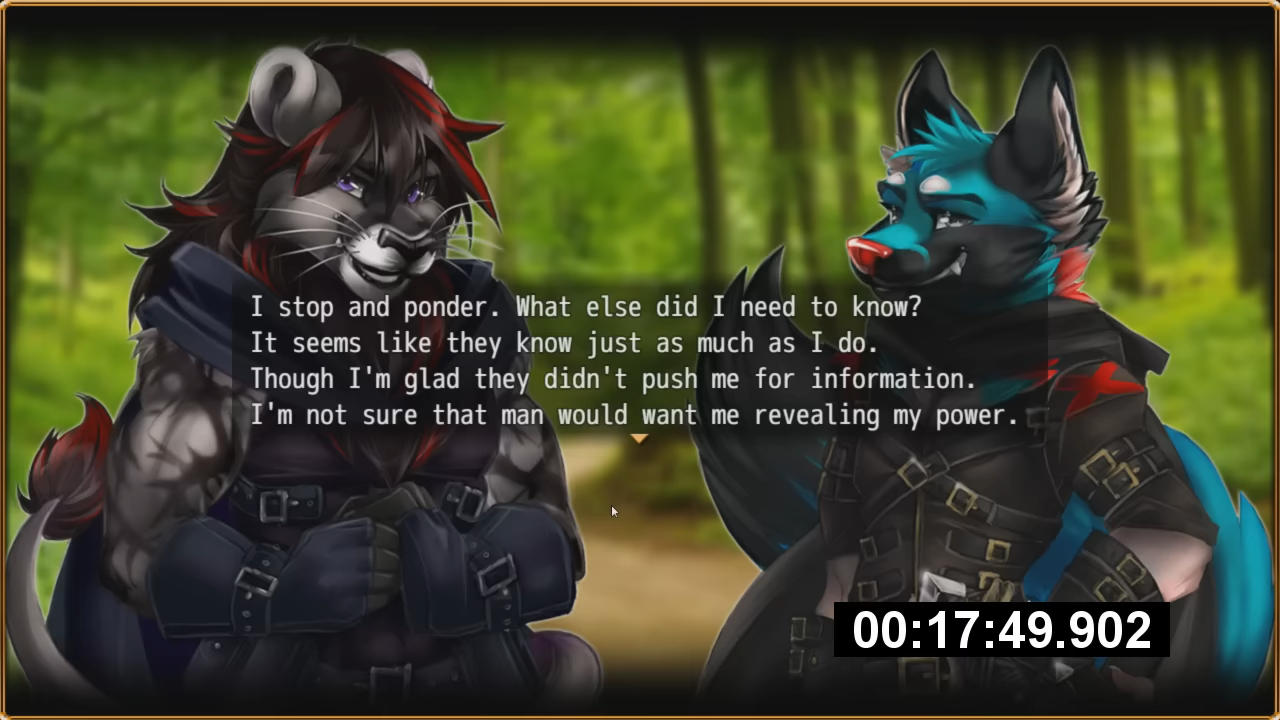 I stop and ponder. What else did I need to know?
It seems like they know just as much as I do.
Though I'm glad they didn't push me for information.
I'm not sure that man would want me revealing my power.
00:17:49.902